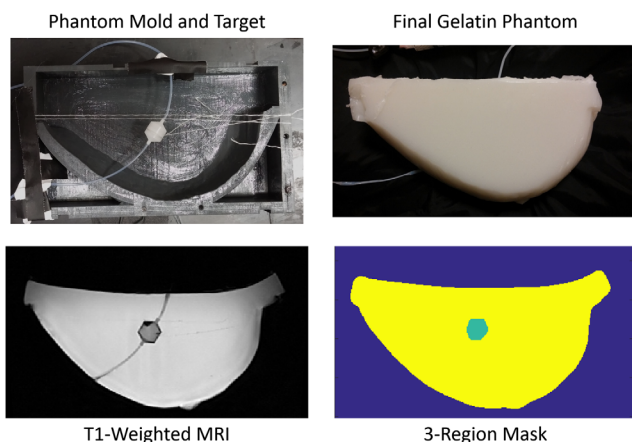 Phantom Mold and Target
Final Gelatin Phantom
T1-Weighted MRI
3-Region Mask